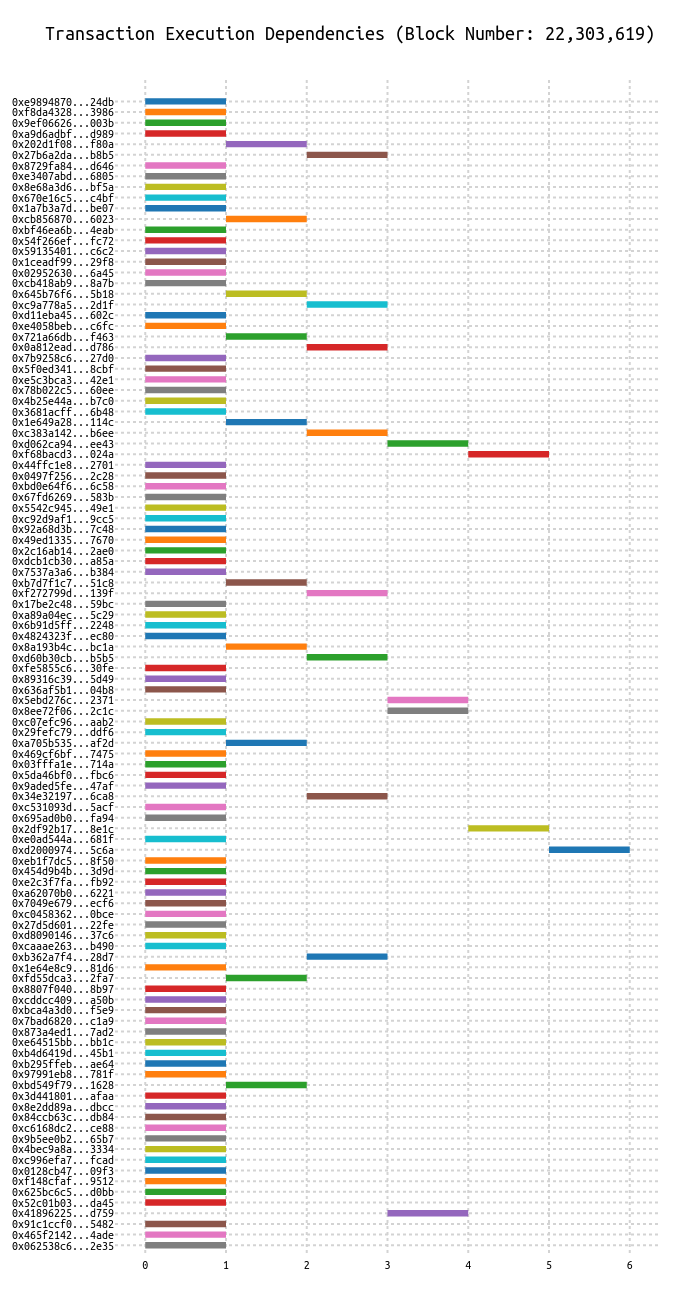 Transaction Execution Dependencies (Block Number: 22,303,619)
0xe9894870...24db
0xf8da4328...3986
0x9ef06626...003b
0xa9d6adbf...d989
0x202d1f08...f80a
0x27b6a2da...b8b5
0x8729fa84...d646
0xe3407abd...6805
0x8e68a3d6...bf5a
0x670e16c5...c4bf
0x1a7b3a7d...be07
0xcb856870...6023
0xbf46ea6b...4eab
0x54f266ef...fc72
0x59135401...c6c2
0x1ceadf99...29f8
0x02952630...6a45
0xcb418ab9...8a7b
0x645b76f6...5b18
0xc9a778a5...2d1f
0xd11eba45...602c
0xe4058beb...c6fc
0x721a66db...f463
0x0a812ead...d786
0x7b9258c6...27d0
0x5f0ed341...8cbf
0xe5c3bca3...42e1
0x78b022c5...60ee
0x4b25e44a...b7c0
0x3681acff...6b48
0x1e649a28...114c
0xc383a142...b6ee
0xd062ca94...ee43
0xf68bacd3...024a
0x44ffc1e8...2701
0x0497f256...2c28
0xbd0e64f6...6c58
0x67fd6269...583b
0x5542c945...49e1
0xc92d9af1...9cc5
0x92a68d3b...7c48
0x49ed1335...7670
0x2c16ab14...2ae0
0xdcb1cb30...a85a
0x7537a3a6...b384
0xb7d7f1c7...51c8
0xf272799d...139f
0x17be2c48...59bc
0xa89a04ec...5c29
0x6b91d5ff...2248
0x4824323f...ec80
0x8a193b4c...bc1a
0xd60b30cb...b5b5
0xfe5855c6...30fe
0x89316c39...5d49
0x636af5b1...04b8
0x5ebd276c...2371
0x8ee72f06...2c1c
0xc07efc96...aab2
0x29fefc79...ddf6
0xa705b535...af2d
0x469cf6bf...7475
0x03fffa1e...714a
0x5da46bf0...fbc6
0x9aded5fe...47af
0x34e32197...6ca8
0xc531093d...5acf
0x695ad0b0...fa94
0x2df92b17...8e1c
0xe0ad544a...681f
0xd2000974...5c6a
0xeb1f7dc5...8f50
0x454d9b4b...3d9d
0xe2c3f7fa...fb92
0xa62070b0...6221
0x7049e679...ecf6
0xc0458362...0bce
0x27d5d601...22fe
0xd8090146...37c6
0xcaaae263...b490
0xb362a7f4...28d7
0x1e64e8c9...81d6
0xfd55dca3...2fa7
0x8807f040...8b97
0xcddcc409...a50b
0xbca4a3d0...f5e9
0x7bad6820...c1a9
0x873a4ed1...7ad2
0xe64515bb...bb1c
0xb4d6419d...45b1
0xb295ffeb...ae64
0x97991eb8...781f
0xbd549f79...1628
0x3d441801...afaa
0x8e2dd89a...dbcc
0x84ccb63c...db84
0xc6168dc2...ce88
0x9b5ee0b2...65b7
0x4bec9a8a...3334
0xc996efa7...fcad
0x0128cb47...09f3
0xf148cfaf...9512
0x625bc6c5...d0bb
0x52c01b03...da45
0x41896225...d759
0x91c1ccf0...5482
0x465f2142...4ade
0x062538c6...2e35
0 1 2 3 4 5 6